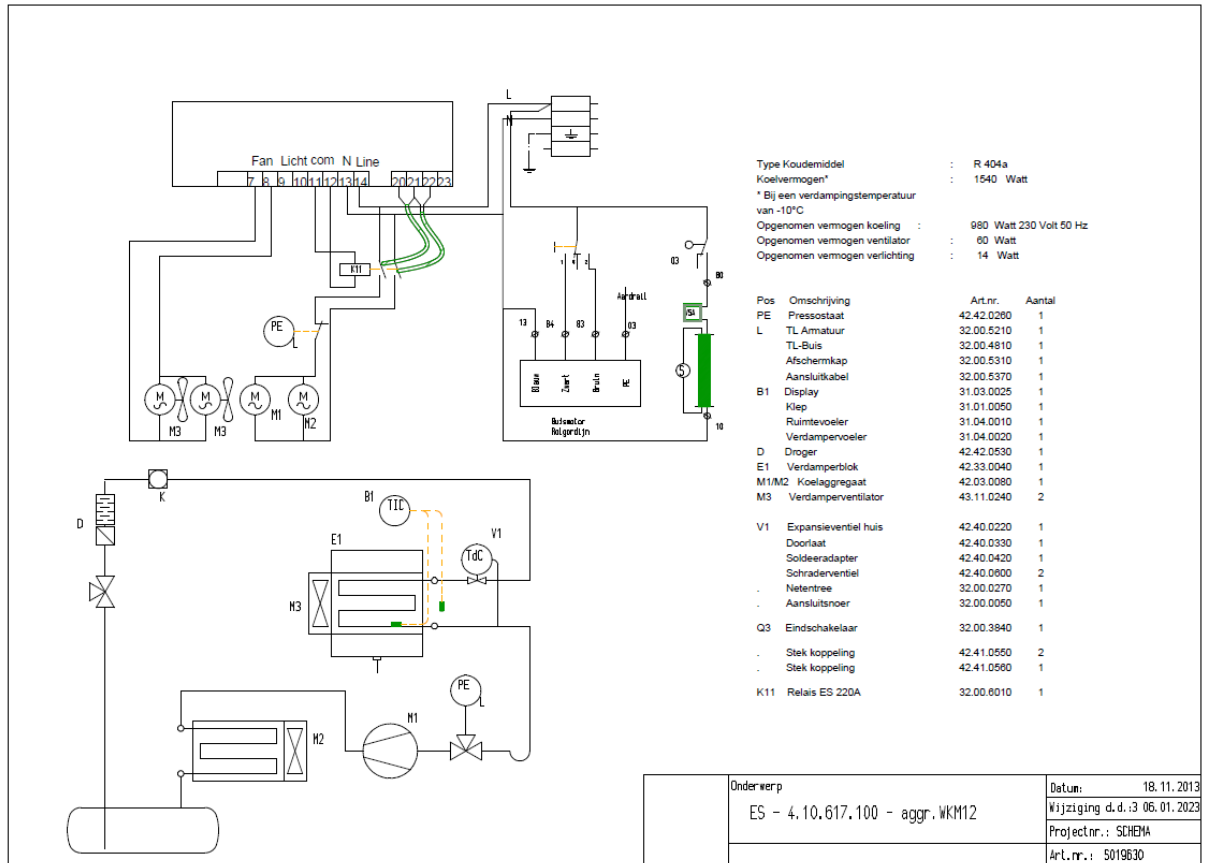 L
N
Fan Licht com N Line
7 8 9 10 11 12 13 14 20 21 22 23
K11
PE
L
M
M
M
M
M3
M3
M1
M2
Q3
80
Aardrail
13
84
83
03
Blauw
Zwart
Bruin
PE
Buismotor
Rolgordijn
S
10
K
D
B1
TIC
E1
V1
TdC
M3
PE
L
M1
M2
Type Koudemiddel : R 404a
Koelvermogen* : 1540 Watt
* Bij een verdampingstemperatuur
van -10°C
Opgenomen vermogen koeling : 980 Watt 230 Volt 50 Hz
Opgenomen vermogen ventilator : 60 Watt
Opgenomen vermogen verlichting : 14 Watt
Pos Omschrijving Art.nr. Aantal
PE Pressostaat 42.42.0260 1
L TL Armatuur 32.00.5210 1
TL-Buis 32.00.4810 1
Afschermkap 32.00.5310 1
Aansluitkabel 32.00.5370 1
B1 Display 31.03.0025 1
Klep 31.01.0050 1
Ruimtevoeler 31.04.0010 1
Verdampervoeler 31.04.0020 1
D Droger 42.42.0530 1
E1 Verdamperblok 42.33.0040 1
M1/M2 Koelaggregaat 42.03.0080 1
M3 Verdamperventilator 43.11.0240 2
V1 Expansieventiel huis 42.40.0220 1
Doorlaat 42.40.0330 1
Soldeeradapter 42.40.0420 1
Schraderventiel 42.40.0600 2
. Netentree 32.00.0270 1
. Aansluitsnoer 32.00.0050 1
Q3 Eindschakelaar 32.00.3840 1
. Stek koppeling 42.41.0550 2
. Stek koppeling 42.41.0560 1
K11 Relais ES 220A 32.00.6010 1
Onderwerp
ES - 4.10.617.100 - aggr.WKM12
Datum: 18.11.2013
Wijziging d.d.:3 06.01.2023
Projectnr.: SCHEMA
Art.nr.: 5019630